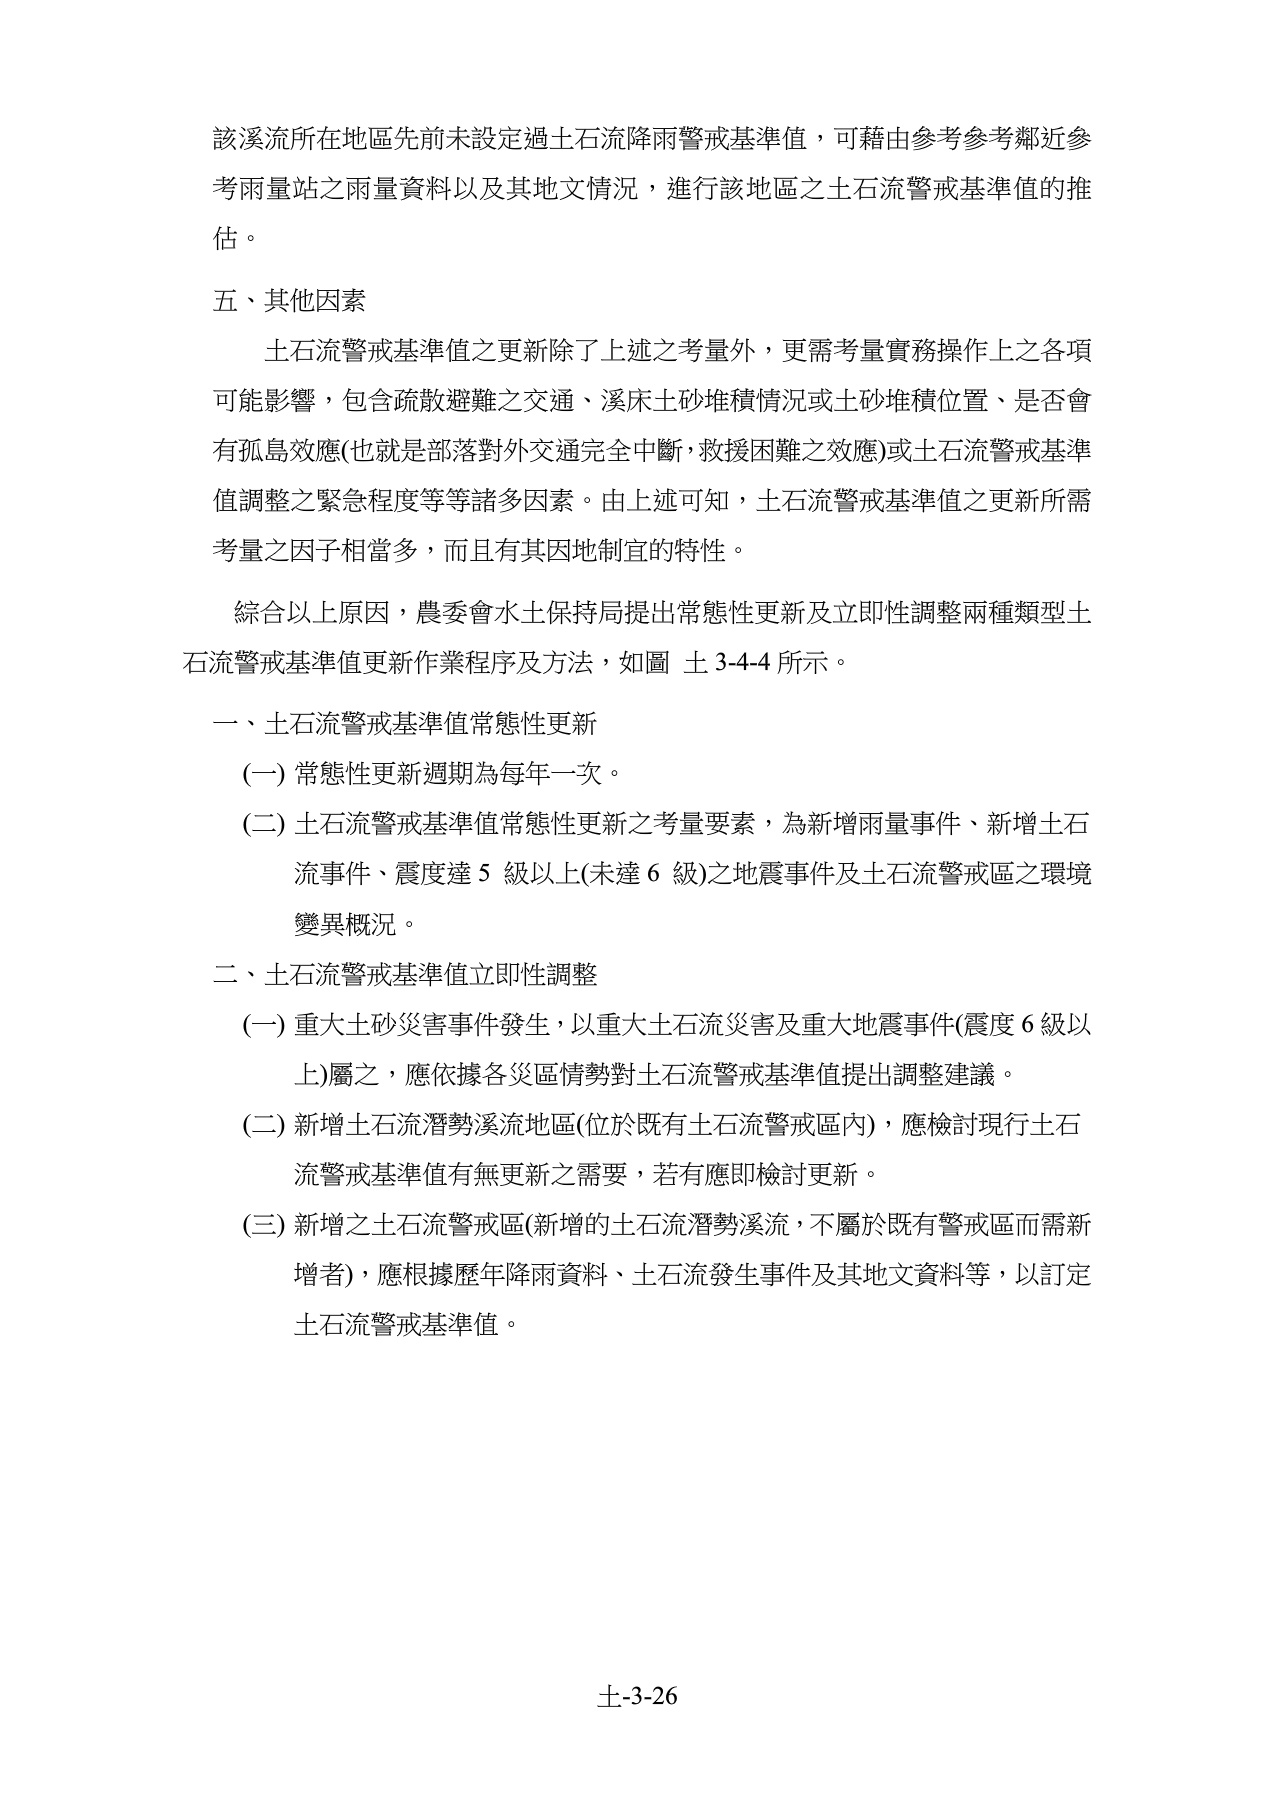 該溪流所在地區先前未設定過土石流降雨警戒基準值，可藉由參考參考鄰近參
考雨量站之雨量資料以及其地文情況，進行該地區之土石流警戒基準值的推
估。
五、其他因素
土石流警戒基準值之更新除了上述之考量外，更需考量實務操作上之各項
可能影響，包含疏散避難之交通、溪床土砂堆積情況或土砂堆積位置、是否會
有孤島效應(也就是部落對外交通完全中斷，救援困難之效應)或土石流警戒基準
值調整之緊急程度等等諸多因素。由上述可知，土石流警戒基準值之更新所需
考量之因子相當多，而且有其因地制宜的特性。
綜合以上原因，農委會水土保持局提出常態性更新及立即性調整兩種類型土
石流警戒基準值更新作業程序及方法，如圖 土 3-4-4 所示。
一、土石流警戒基準值常態性更新
(一) 常態性更新週期為每年一次。
(二) 土石流警戒基準值常態性更新之考量要素，為新增雨量事件、新增土石
流事件、震度達 5 級以上(未達 6 級)之地震事件及土石流警戒區之環境
變異概況。
二、土石流警戒基準值立即性調整
(一) 重大土砂災害事件發生，以重大土石流災害及重大地震事件(震度 6 級以
上)屬之，應依據各災區情勢對土石流警戒基準值提出調整建議。
(二) 新增土石流潛勢溪流地區(位於既有土石流警戒區內)，應檢討現行土石
流警戒基準值有無更新之需要，若有應即檢討更新。
(三) 新增之土石流警戒區(新增的土石流潛勢溪流，不屬於既有警戒區而需新
增者)，應根據歷年降雨資料、土石流發生事件及其地文資料等，以訂定
土石流警戒基準值。
土-3-26